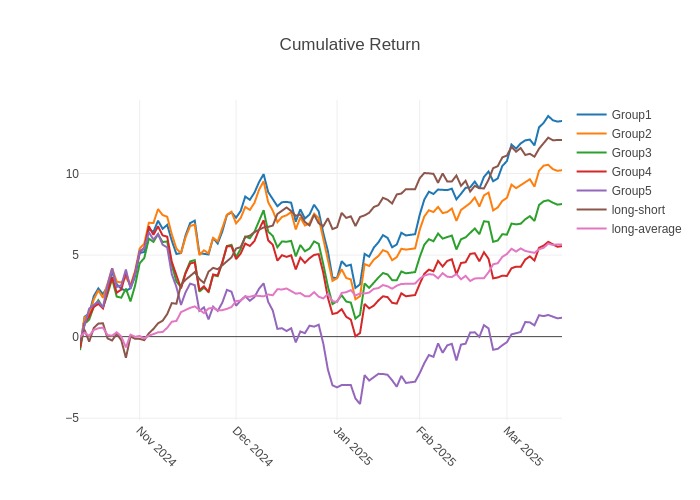 Cumulative Return
10
5
0
−5
Nov 2024
Dec 2024
Jan 2025
Feb 2025
Mar 2025
Group1
Group2
Group3
Group4
Group5
long-short
long-average